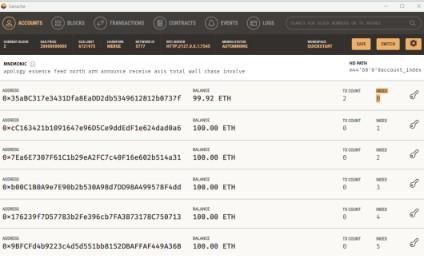 Ganache
ACCOUNTS BLOCKS TRANSACTIONS CONTRACTS EVENTS LOGS SEARCH FOR BLOCK NUMBERS OR TX HASHES
CURRENT BLOCK GAS PRICE GAS LIMIT HARDFORK NETWORK ID RPC SERVER MINING STATUS WORKSPACE
2 20000000000 6721975 MERGE 5777 HTTP://127.0.0.1:7545 AUTOMINING QUICKSTART SAVE SWITCH
MNEMONIC HD PATH
apology essence feed north arm announce receive axis total wall chase involve m44'60'0'0account_index
ADDRESS BALANCE TX COUNT INDEX
0×35aBC317e3431Dfa8EaDD2db5349612812b0737f 99.92 ETH 2 0
ADDRESS BALANCE TX COUNT INDEX
0×cC163421b1091647e96D5Ce9ddEdF1e624dad0a6 100.00 ETH 0 1
ADDRESS BALANCE TX COUNT INDEX
0×7Ea6E7307F61C1b29eA2FC7c40F16e602b514a31 100.00 ETH 0 2
ADDRESS BALANCE TX COUNT INDEX
0×b00C180A9e7E90b2b530A98d7DD98A499578F4dd 100.00 ETH 0 3
ADDRESS BALANCE TX COUNT INDEX
0×176239f7D577B3b2Fe396cb7FA3B73178C750713 100.00 ETH 0 4
ADDRESS BALANCE TX COUNT INDEX
0×9BFCFd4b9223c4d5d551bb8152DBAFFAF449A36B 100.00 ETH 0 5